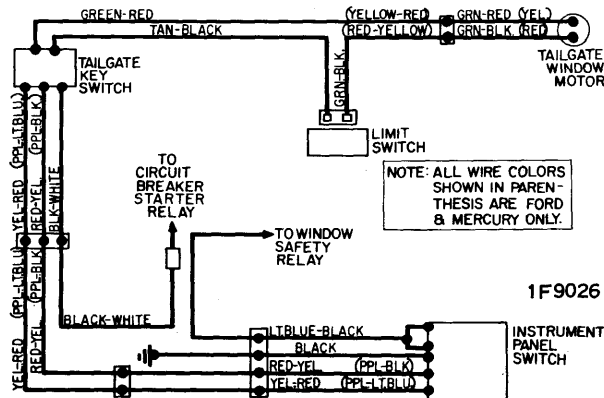 GREEN-RED
(YELLOW-RED)
GRN-RED (YEL)
TAN-BLACK
(RED-YELLOW)
GRN-BLK. (RED)
TAILGATE
WINDOW
MOTOR
TAILGATE
KEY
SWITCH
GRN-BLK.
LIMIT
SWITCH
YEL-RED (PPL-LT.BLU)
RED-YEL. (PPL-BLK)
BLK-WHITE
TO
CIRCUIT
BREAKER
STARTER
RELAY
NOTE: ALL WIRE COLORS
SHOWN IN PAREN-
THESIS ARE FORD
& MERCURY ONLY.
TO WINDOW
SAFETY
RELAY
1F9026
YEL-RED (PPL-LT.BLU)
RED-YEL. (PPL-BLK)
BLACK-WHITE
LT.BLUE-BLACK
BLACK
RED-YEL. (PPL-BLK)
YEL-RED (PPL-LT.BLU)
INSTRUMENT
PANEL
SWITCH